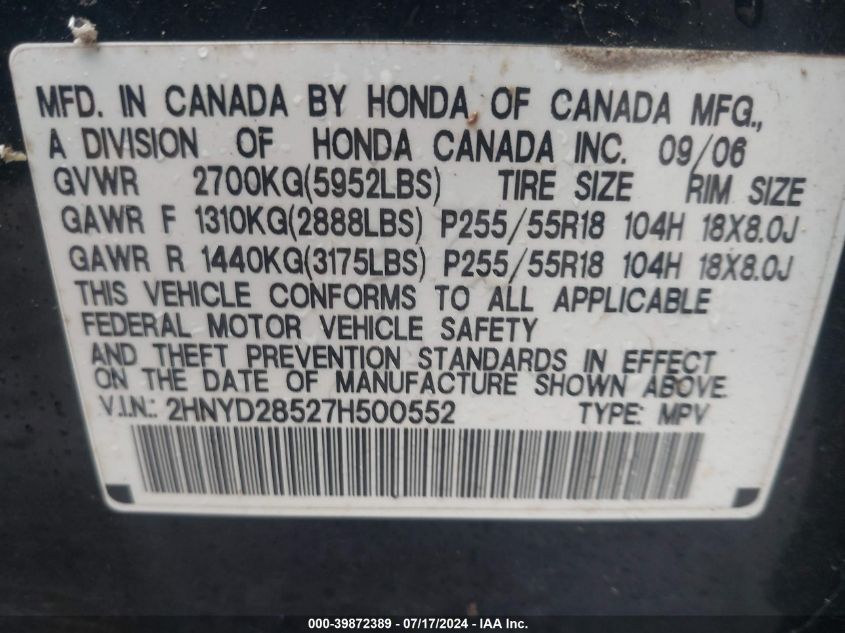 MFD. IN CANADA BY HONDA OF CANADA MFG.,
A DIVISION OF HONDA CANADA INC. 09/06
GVWR 2700KG(5952LBS) TIRE SIZE RIM SIZE
GAWR F 1310KG(2888LBS) P255/55R18 104H 18X8.0J
GAWR R 1440KG(3175LBS) P255/55R18 104H 18X8.0J
THIS VEHICLE CONFORMS TO ALL APPLICABLE
FEDERAL MOTOR VEHICLE SAFETY
AND THEFT PREVENTION STANDARDS IN EFFECT
ON THE DATE OF MANUFACTURE SHOWN ABOVE.
V.I.N.: 2HNYD28527H500552 TYPE: MPV
000-39872389 - 07/17/2024 - IAA Inc.